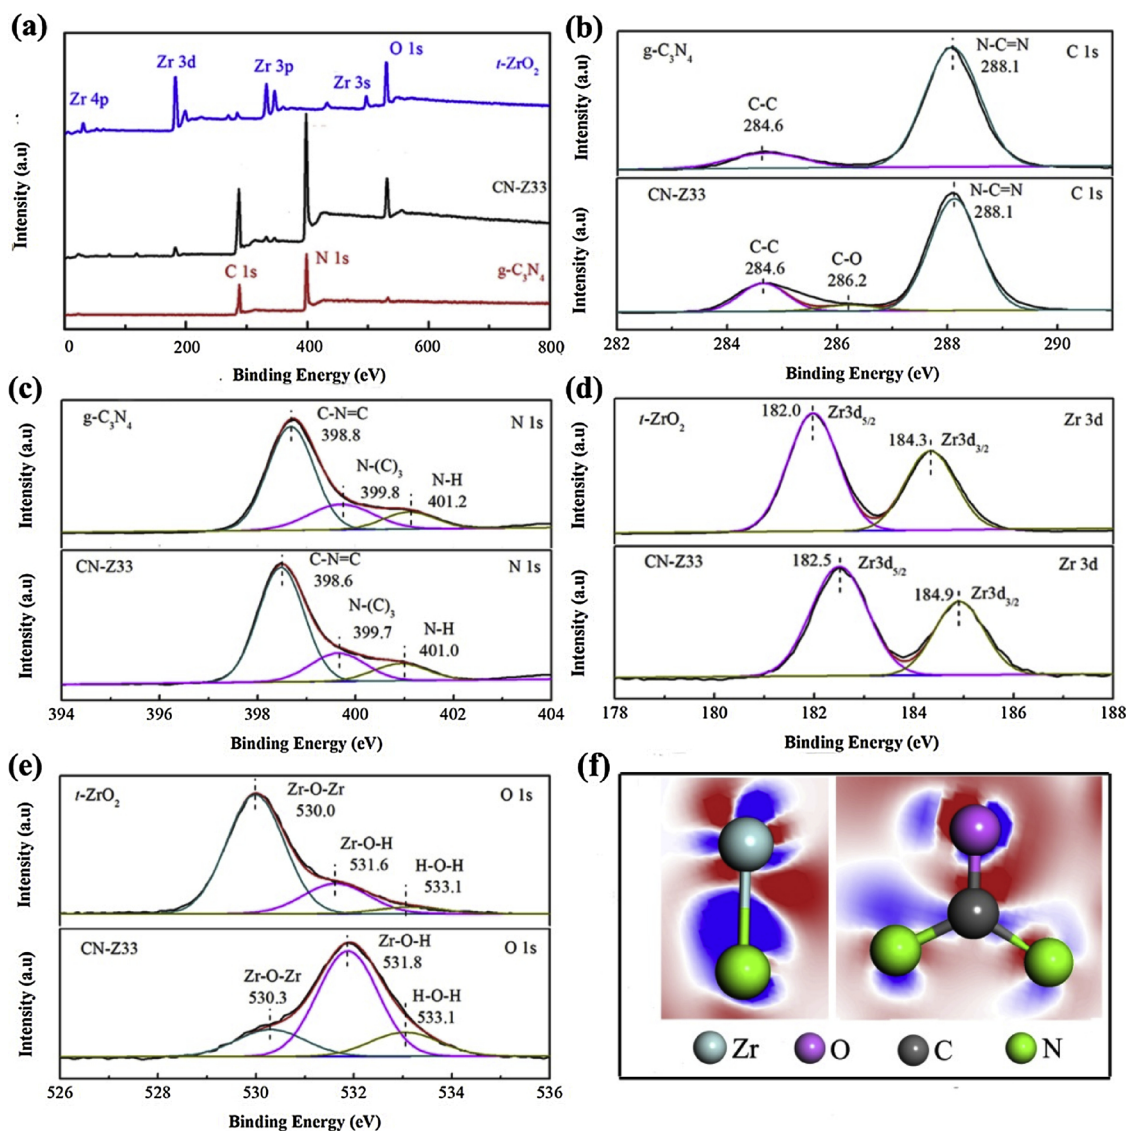 (a)
Intensity (a.u)
Zr 4p
Zr 3d
Zr 3p
Zr 3s
O 1s
t-ZrO₂
CN-Z33
C 1s
N 1s
g-C₃N₄
0 200 400 600 800
Binding Energy (eV)
(b)
Intensity (a.u)
g-C₃N₄
C-C
284.6
N-C=N
288.1
C 1s
Intensity (a.u)
CN-Z33
C-C
284.6
C-O
286.2
N-C=N
288.1
C 1s
282 284 286 288 290
Binding Energy (eV)
(c)
Intensity (a.u)
g-C₃N₄
C-N=C
398.8
N-(C)₃
399.8
N-H
401.2
N 1s
Intensity (a.u)
CN-Z33
C-N=C
398.6
N-(C)₃
399.7
N-H
401.0
N 1s
394 396 398 400 402 404
Binding Energy (eV)
(d)
Intensity (a.u)
t-ZrO₂
182.0 Zr3d₅/₂
184.3 Zr3d₃/₂
Zr 3d
Intensity (a.u)
CN-Z33
182.5 Zr3d₅/₂
184.9 Zr3d₃/₂
Zr 3d
178 180 182 184 186 188
Binding Energy (eV)
(e)
Intensity (a.u)
t-ZrO₂
Zr-O-Zr
530.0
Zr-O-H
531.6
H-O-H
533.1
O 1s
Intensity (a.u)
CN-Z33
Zr-O-Zr
530.3
Zr-O-H
531.8
H-O-H
533.1
O 1s
526 528 530 532 534 536
Binding Energy (eV)
(f)
Zr O C N